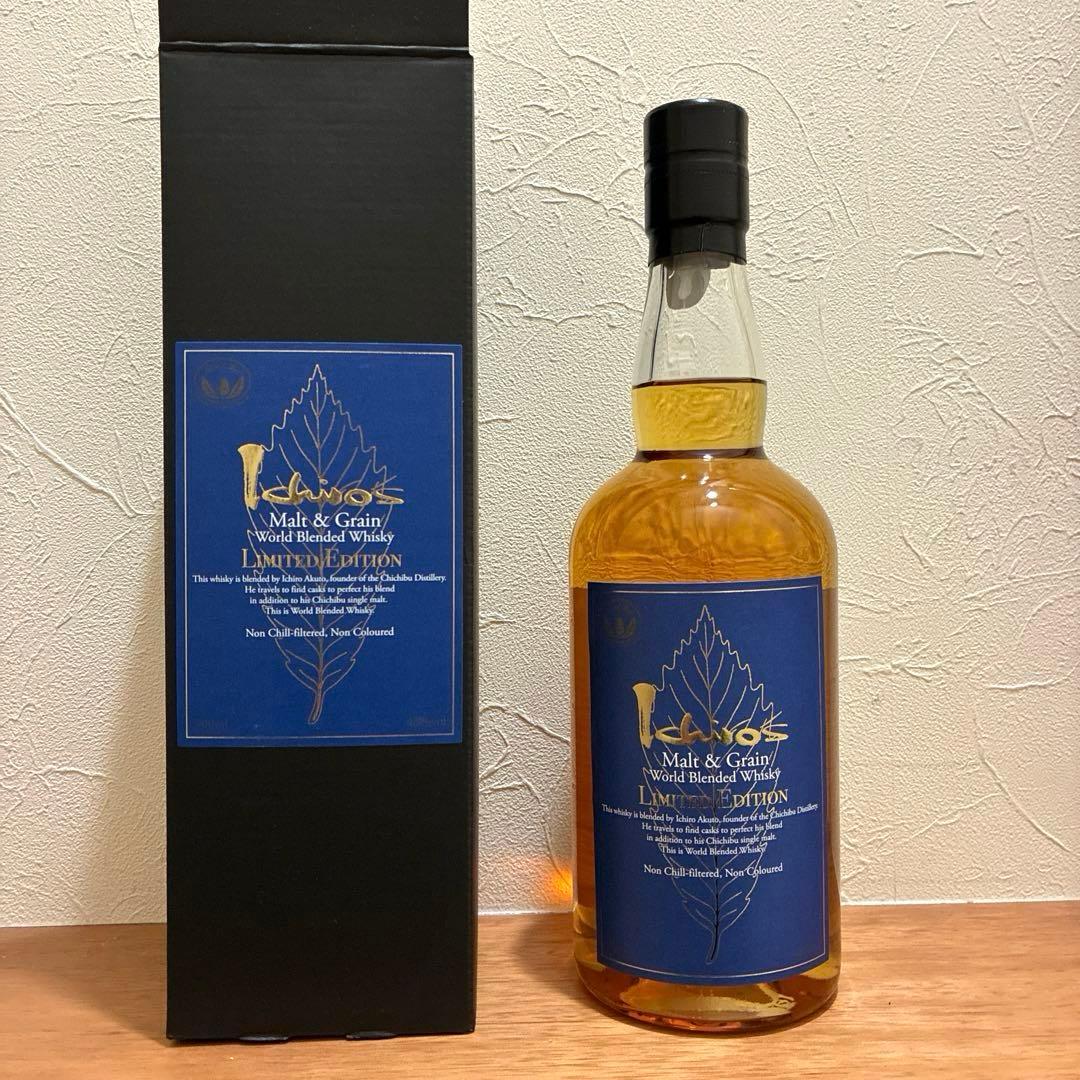 Ichiro's
Malt & Grain
World Blended Whisky
LIMITED EDITION
This whisky is blended by Ichiro Akuto, founder of the Chichibu Distillery.
He travels to find casks to perfect his blend
in addition to his Chichibu single malt.
This is World Blended Whisky.
Non Chill-filtered, Non Coloured
Ichiro's
Malt & Grain
World Blended Whisky
LIMITED EDITION
This whisky is blended by Ichiro Akuto, founder of the Chichibu Distillery.
He travels to find casks to perfect his blend
in addition to his Chichibu single malt.
This is World Blended Whisky.
Non Chill-filtered, Non Coloured